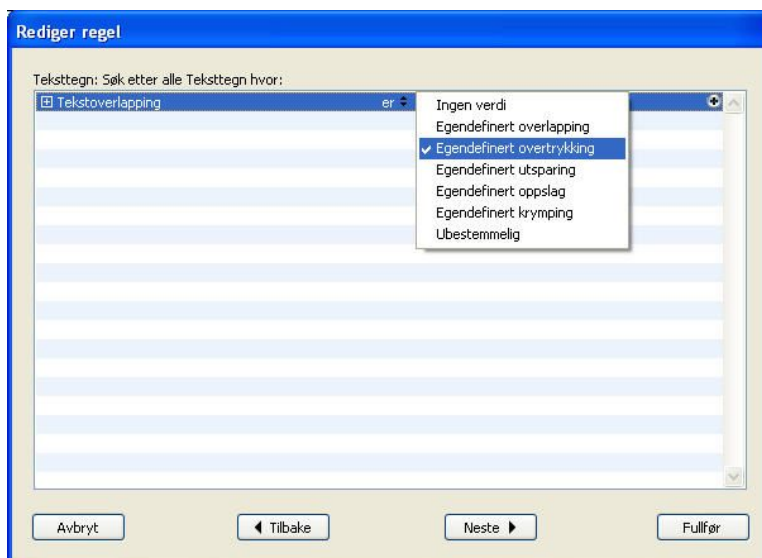 Rediger regel
Teksttegn: Søk etter alle Teksttegn hvor:
Tekstoverlapping er
Ingen verdi
Egendefinert overlapping
Egendefinert overtrykking
Egendefinert utsparing
Egendefinert oppslag
Egendefinert krymping
Ubestemmelig
Avbryt Tilbake Neste Fullfør